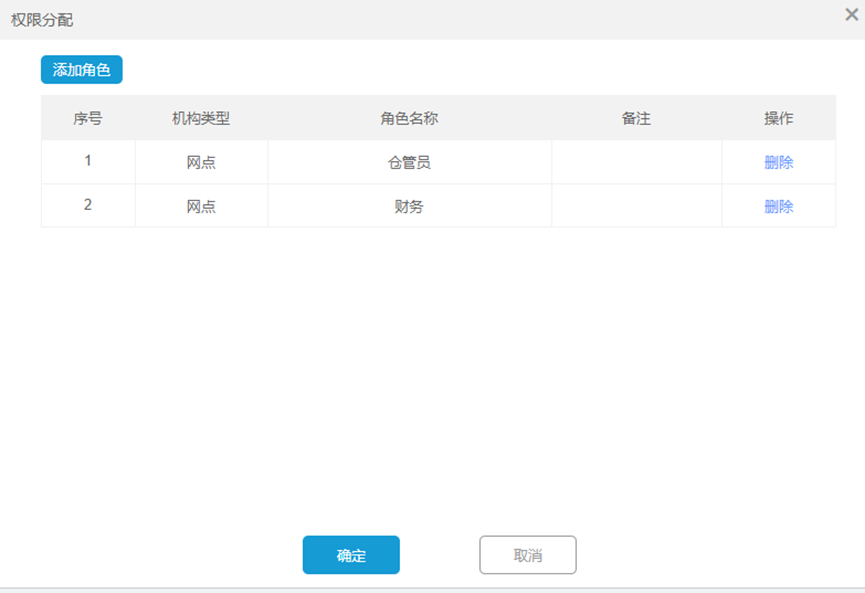 权限分配
添加角色
序号 机构类型 角色名称 备注 操作
1 网点 仓管员 删除
2 网点 财务 删除
确定 取消